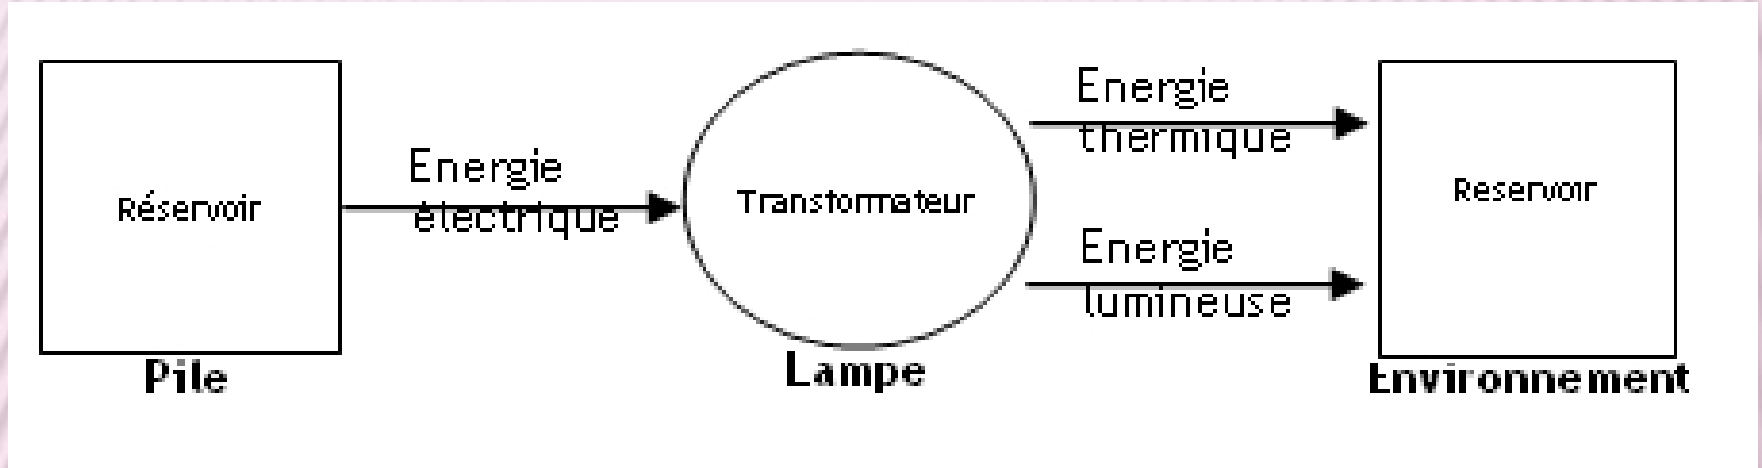 Réservoir
Pile
Energie
électrique
Transformateur
Lampe
Energie
thermique
Energie
lumineuse
Reservoir
Environnement